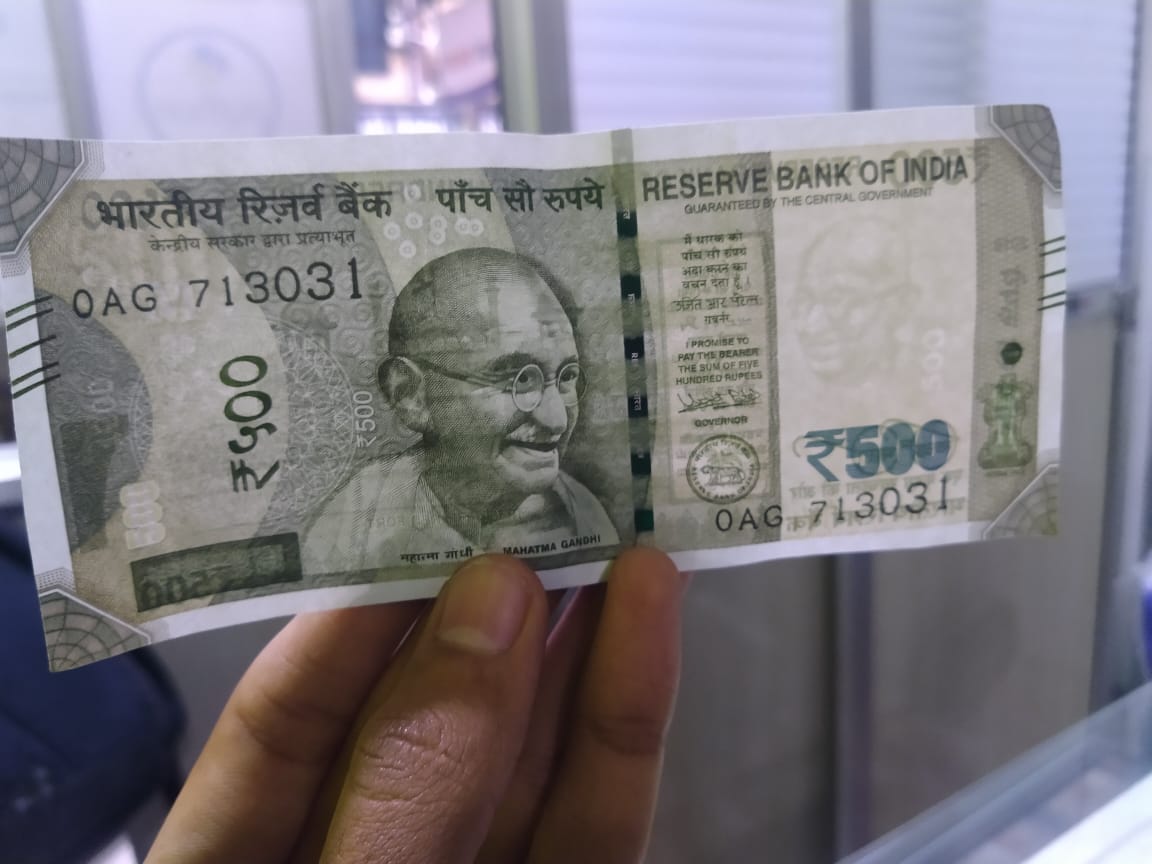 भारतीय रिज़र्व बैंक
केन्द्रीय सरकार द्वारा प्रत्याभूत
पाँच सौ रुपये
RESERVE BANK OF INDIA
GUARANTEED BY THE CENTRAL GOVERNMENT
0AG 713031
₹५००
₹500
500
मैं धारक को
पाँच सौ रुपये
अदा करने का
वचन देता हूँ ।
उर्जित आर पटेल
गवर्नर
I PROMISE TO
PAY THE BEARER
THE SUM OF FIVE
HUNDRED RUPEES
GOVERNOR
₹500
0AG 713031
महात्मा गांधी
MAHATMA GANDHI